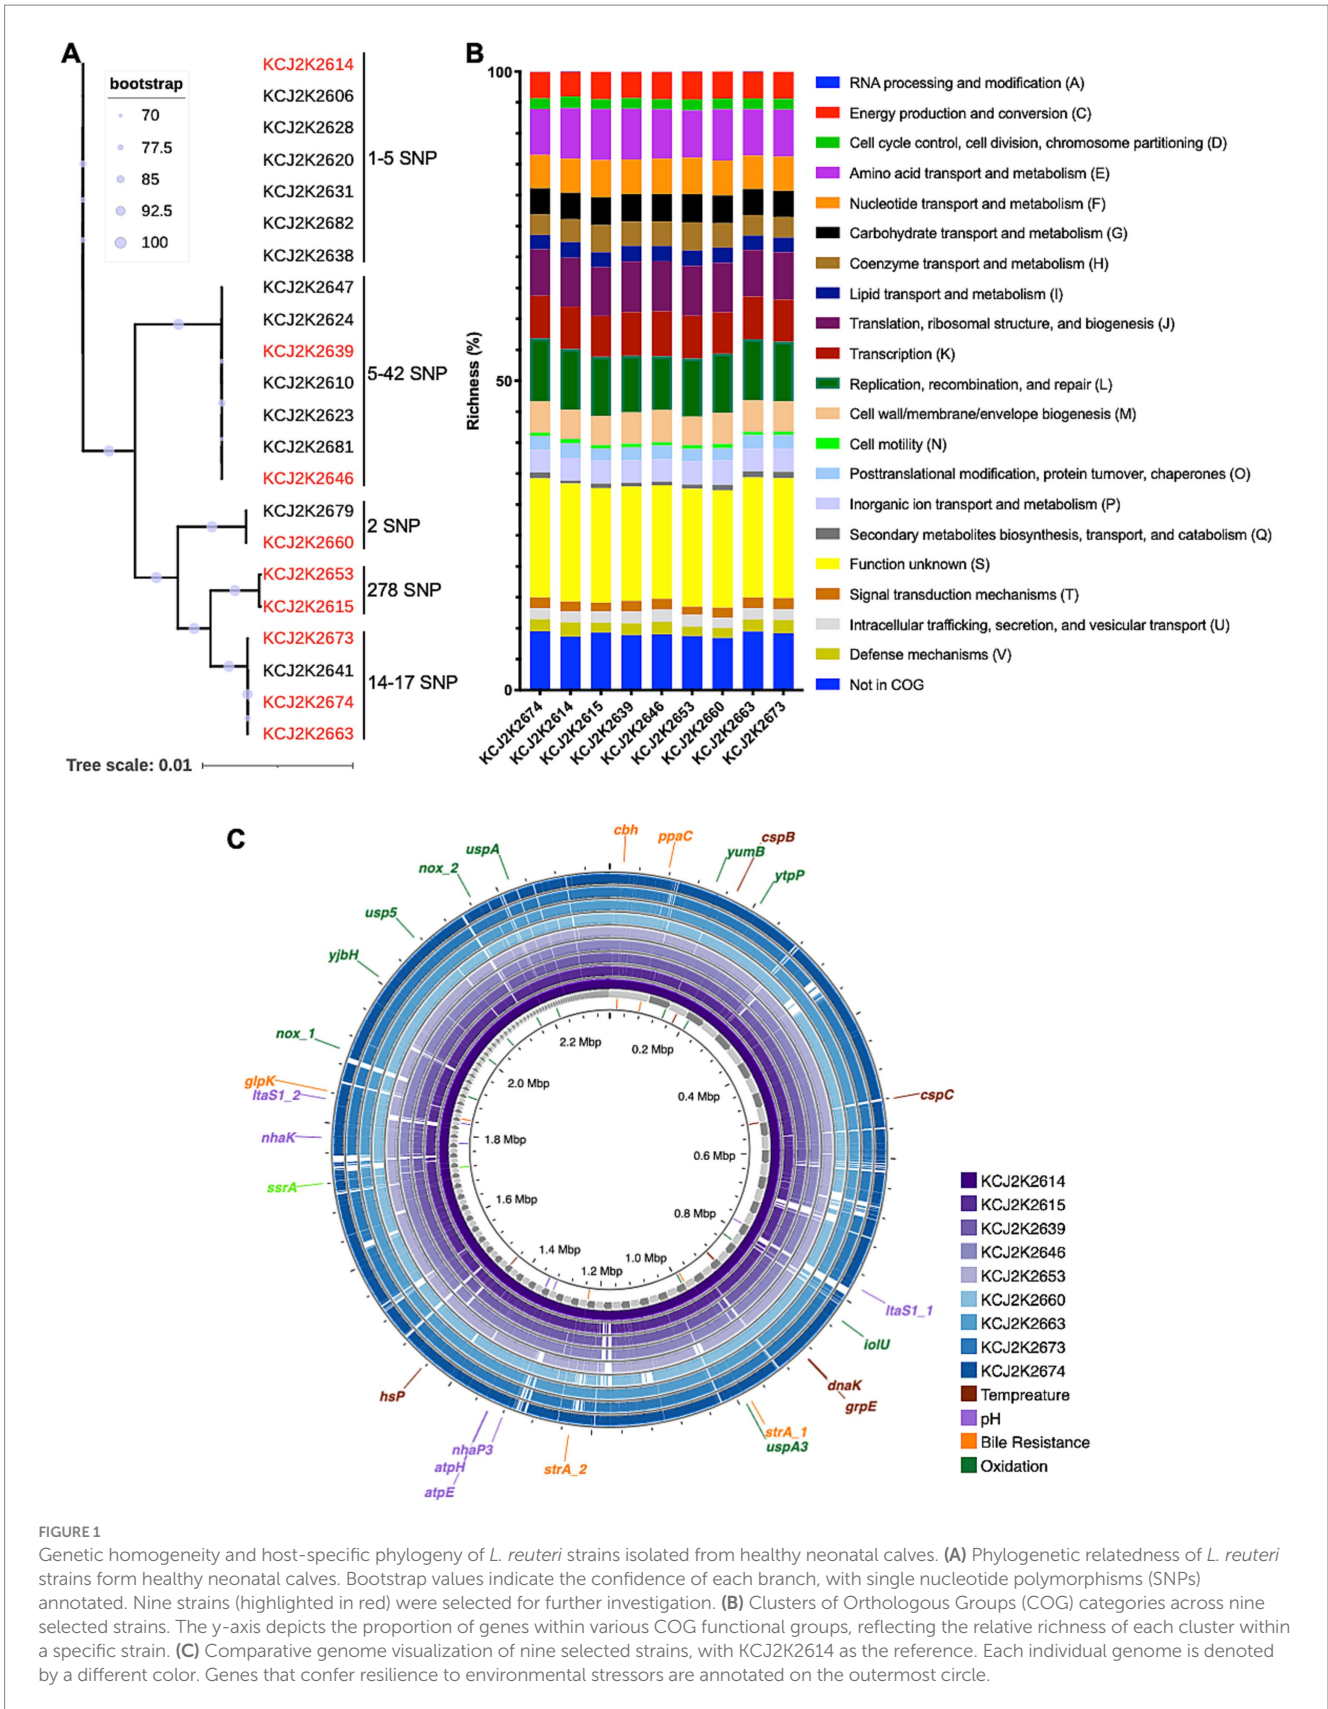 A
bootstrap
70
77.5
85
92.5
100
KCJ2K2614
KCJ2K2606
KCJ2K2628
KCJ2K2620
KCJ2K2631
KCJ2K2682
KCJ2K2638
1-5 SNP
KCJ2K2647
KCJ2K2624
KCJ2K2639
KCJ2K2610
KCJ2K2623
KCJ2K2681
KCJ2K2646
5-42 SNP
KCJ2K2679
KCJ2K2660
2 SNP
KCJ2K2653
KCJ2K2615
278 SNP
KCJ2K2673
KCJ2K2641
KCJ2K2674
KCJ2K2663
14-17 SNP
Tree scale: 0.01
B
Richness (%)
100
50
0
KCJ2K2674
KCJ2K2614
KCJ2K2615
KCJ2K2639
KCJ2K2646
KCJ2K2653
KCJ2K2660
KCJ2K2663
KCJ2K2673
RNA processing and modification (A)
Energy production and conversion (C)
Cell cycle control, cell division, chromosome partitioning (D)
Amino acid transport and metabolism (E)
Nucleotide transport and metabolism (F)
Carbohydrate transport and metabolism (G)
Coenzyme transport and metabolism (H)
Lipid transport and metabolism (I)
Translation, ribosomal structure, and biogenesis (J)
Transcription (K)
Replication, recombination, and repair (L)
Cell wall/membrane/envelope biogenesis (M)
Cell motility (N)
Posttranslational modification, protein turnover, chaperones (O)
Inorganic ion transport and metabolism (P)
Secondary metabolites biosynthesis, transport, and catabolism (Q)
Function unknown (S)
Signal transduction mechanisms (T)
Intracellular trafficking, secretion, and vesicular transport (U)
Defense mechanisms (V)
Not in COG
C
cbh
ppaC
yumB
cspB
ytpP
cspC
ltaS1_1
iolU
dnaK
grpE
strA_1
uspA3
strA_2
nhaP3
atpH
atpE
hsP
ssrA
nhaK
ltaS1_2
glpK
nox_1
yjbH
usp5
nox_2
uspA
0.2 Mbp
0.4 Mbp
0.6 Mbp
0.8 Mbp
1.0 Mbp
1.2 Mbp
1.4 Mbp
1.6 Mbp
1.8 Mbp
2.0 Mbp
2.2 Mbp
KCJ2K2614
KCJ2K2615
KCJ2K2639
KCJ2K2646
KCJ2K2653
KCJ2K2660
KCJ2K2663
KCJ2K2673
KCJ2K2674
Tempreature
pH
Bile Resistance
Oxidation
FIGURE 1
Genetic homogeneity and host-specific phylogeny of L. reuteri strains isolated from healthy neonatal calves. (A) Phylogenetic relatedness of L. reuteri
strains form healthy neonatal calves. Bootstrap values indicate the confidence of each branch, with single nucleotide polymorphisms (SNPs)
annotated. Nine strains (highlighted in red) were selected for further investigation. (B) Clusters of Orthologous Groups (COG) categories across nine
selected strains. The y-axis depicts the proportion of genes within various COG functional groups, reflecting the relative richness of each cluster within
a specific strain. (C) Comparative genome visualization of nine selected strains, with KCJ2K2614 as the reference. Each individual genome is denoted
by a different color. Genes that confer resilience to environmental stressors are annotated on the outermost circle.